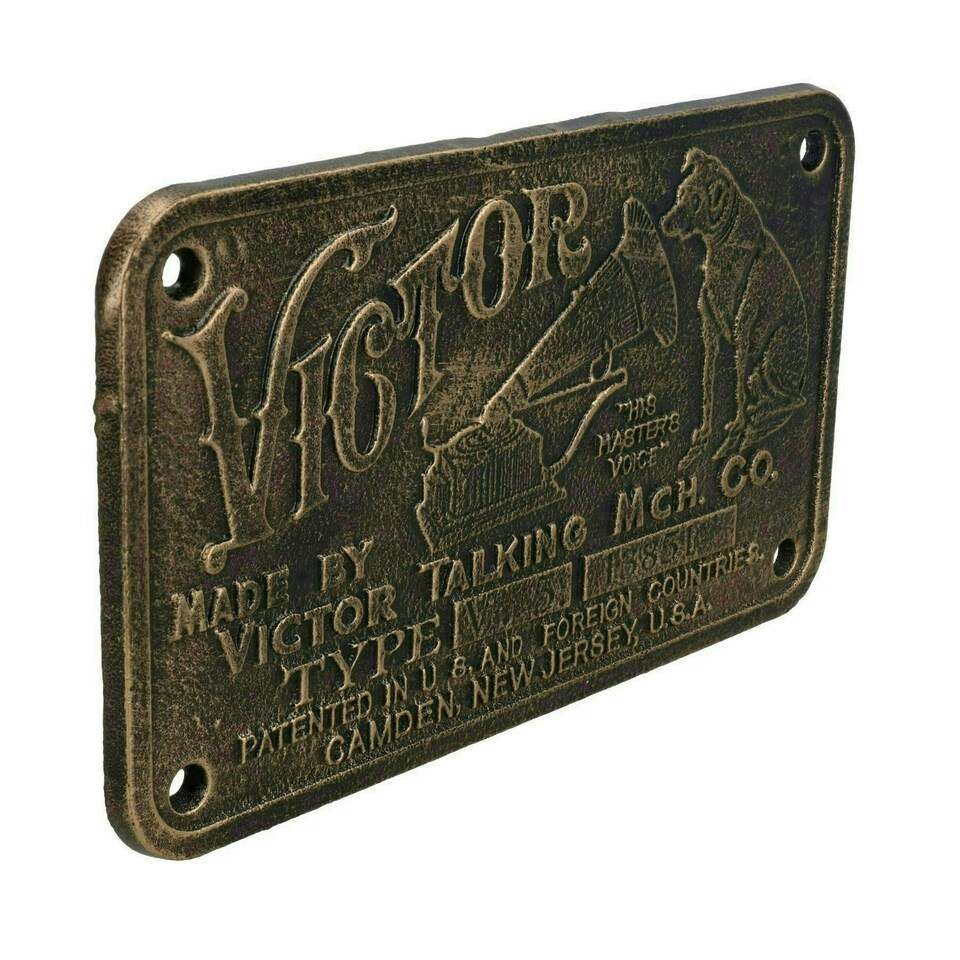 VICTOR
"HIS
MASTER'S
VOICE"
MADE BY
VICTOR TALKING MCH. CO.
TYPE
PATENTED IN U.S. AND FOREIGN COUNTRIES.
CAMDEN, NEW JERSEY, U.S.A.